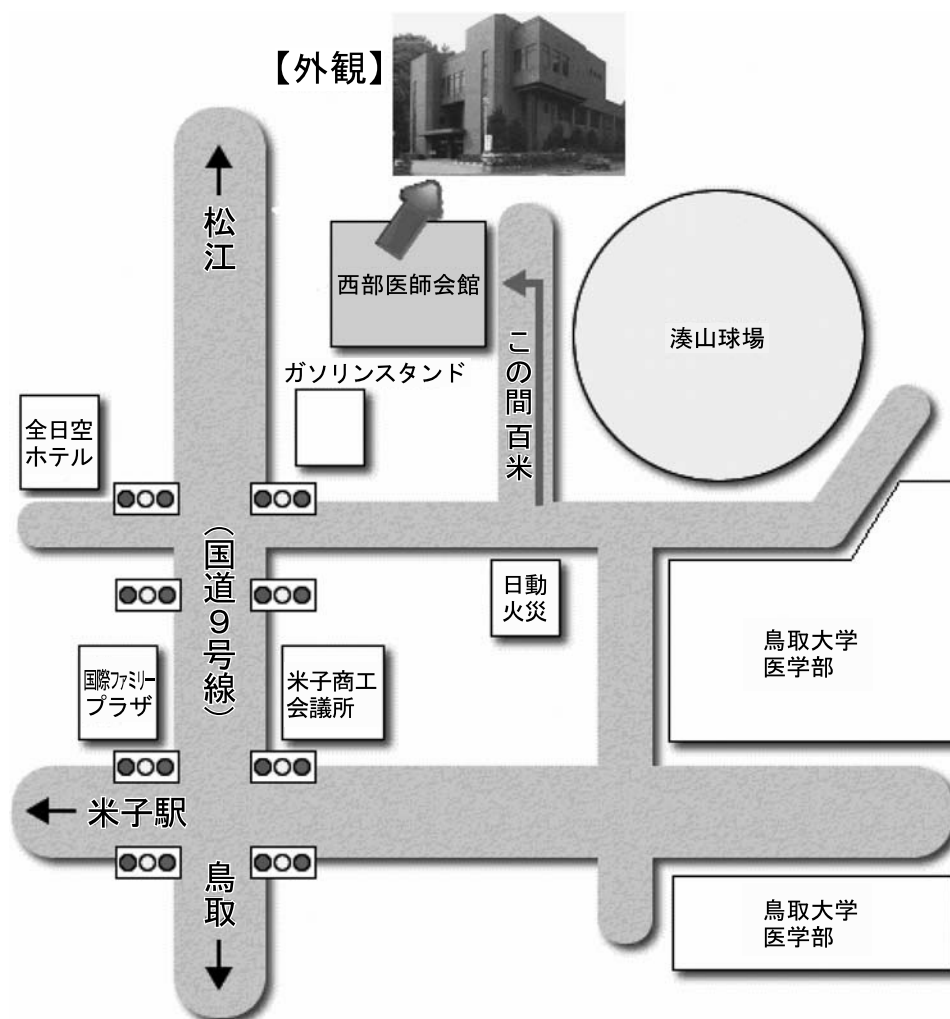 【外観】
松江
西部医師会館
この間百米
湊山球場
ガソリンスタンド
全日空
ホテル
(国道9号線)
日動
火災
国際ファミリー
プラザ
米子商工
会議所
鳥取大学
医学部
米子駅
鳥取
鳥取大学
医学部